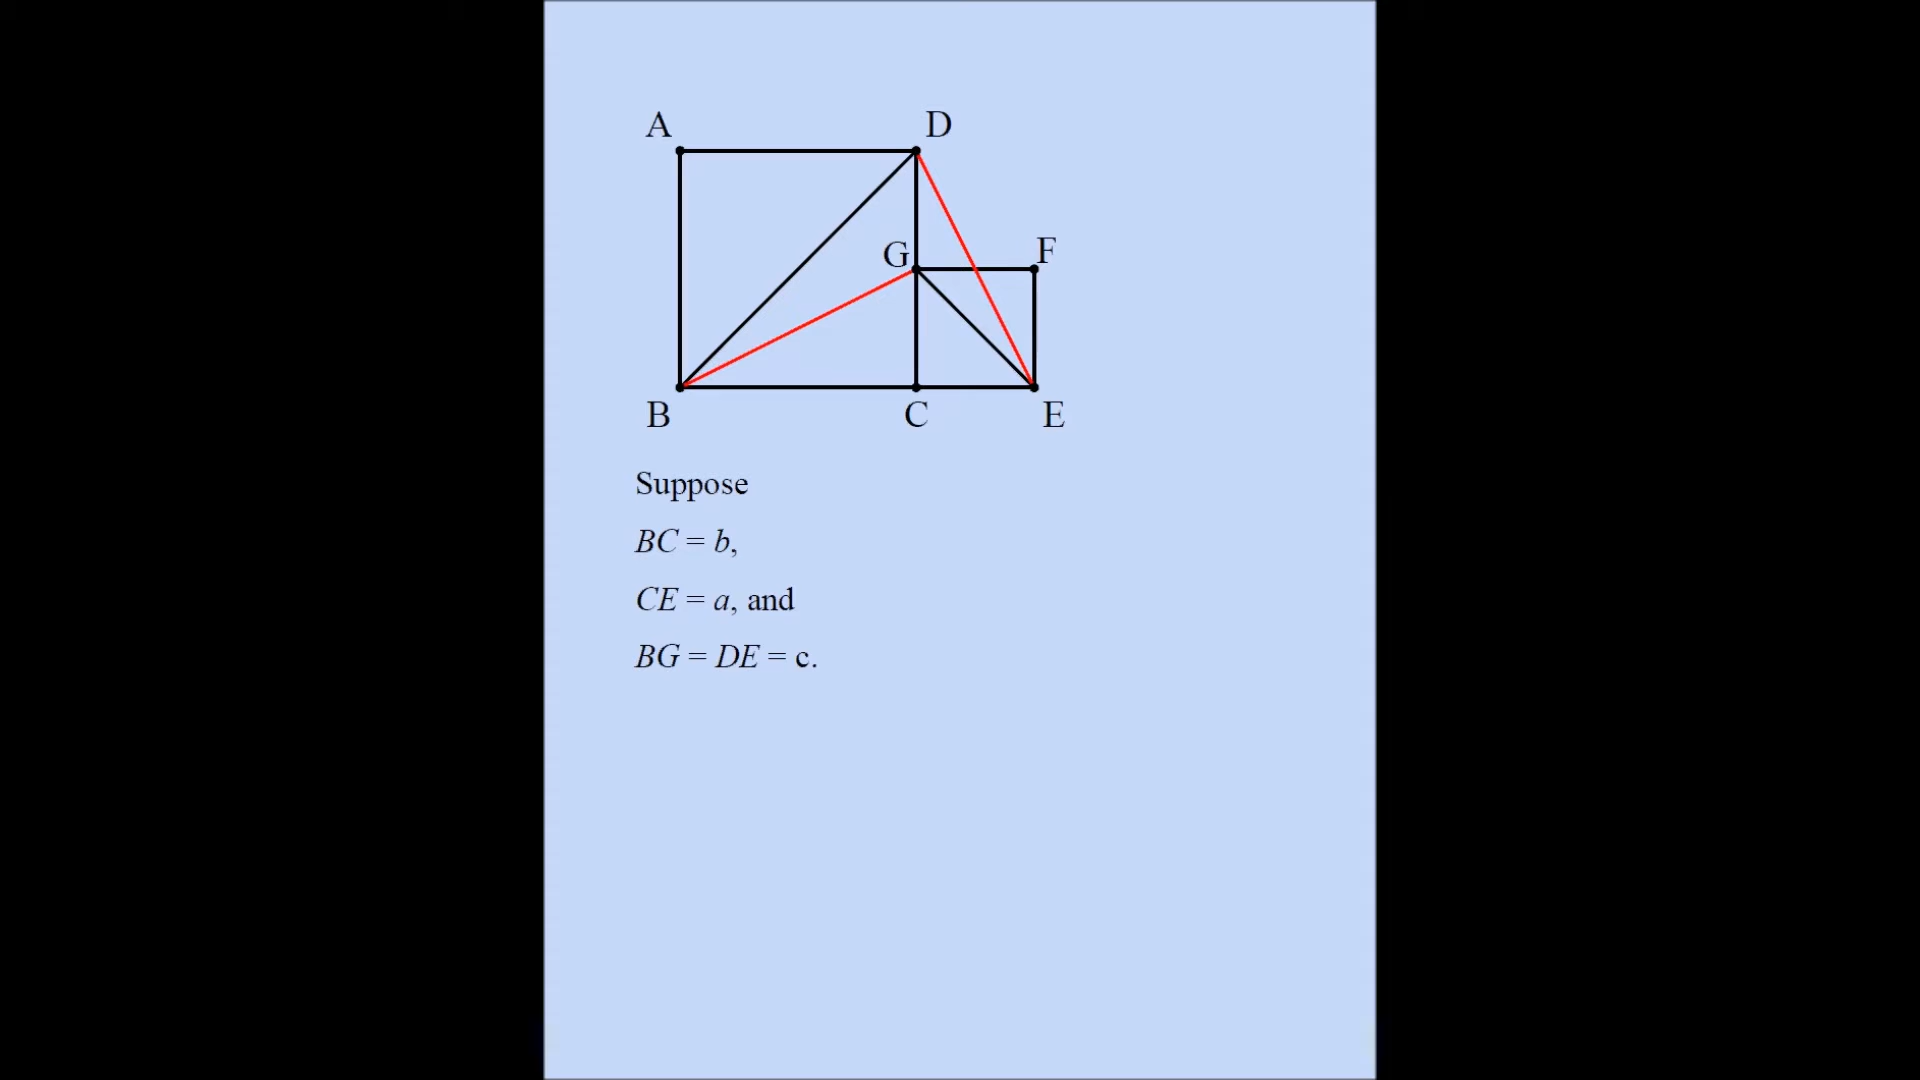 A D
G F
B C E
Suppose
BC = b,
CE = a, and
BG = DE = c.